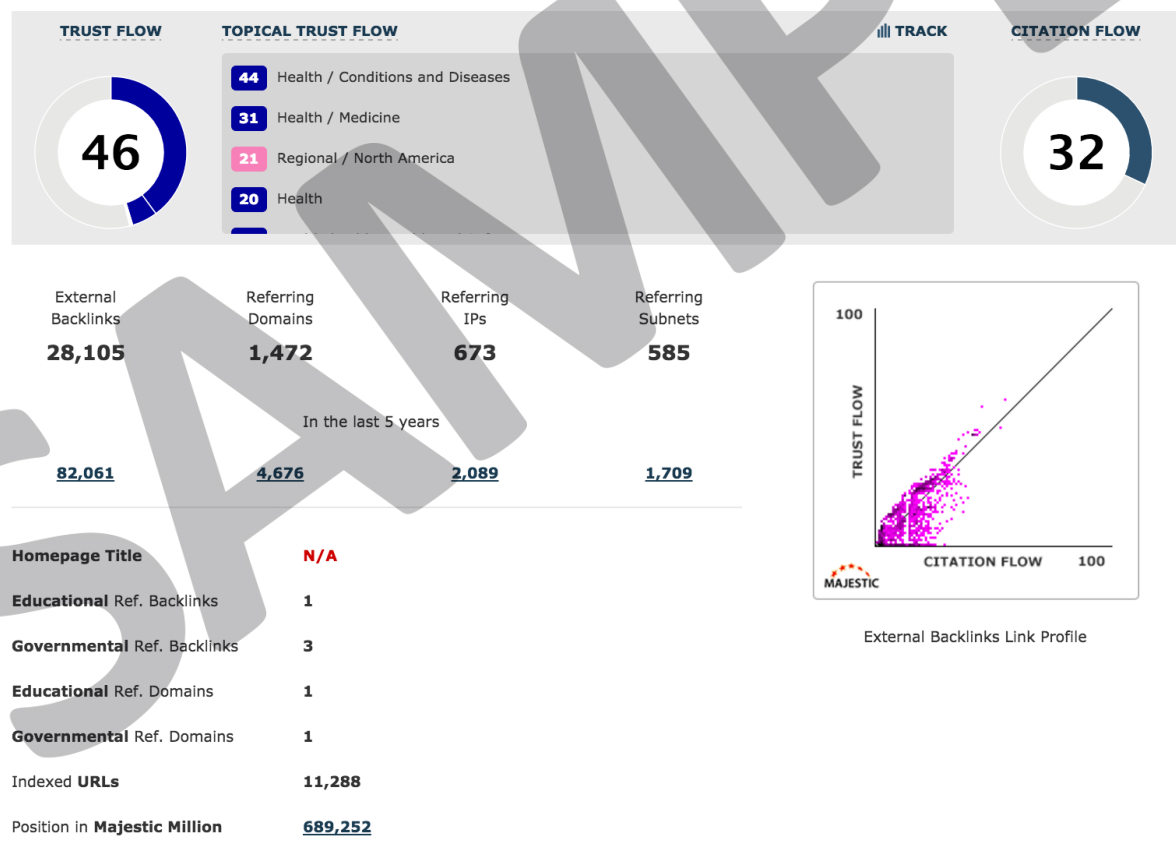 TRUST FLOW
TOPICAL TRUST FLOW
TRACK
CITATION FLOW
46
44 Health / Conditions and Diseases
31 Health / Medicine
21 Regional / North America
20 Health
32
External Backlinks
28,105
Referring Domains
1,472
Referring IPs
673
Referring Subnets
585
In the last 5 years
82,061
4,676
2,089
1,709
Homepage Title N/A
Educational Ref. Backlinks 1
Governmental Ref. Backlinks 3
Educational Ref. Domains 1
Governmental Ref. Domains 1
Indexed URLs 11,288
Position in Majestic Million 689,252
100
TRUST FLOW
CITATION FLOW 100
MAJESTIC
External Backlinks Link Profile
SAMPL